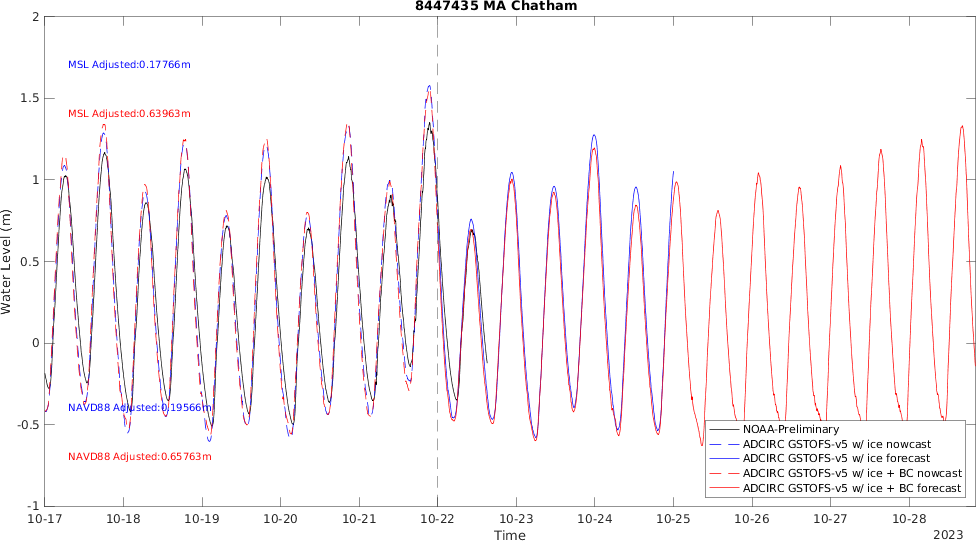 8447435 MA Chatham
2
1.5
1
0.5
0
-0.5
-1
Water Level (m)
MSL Adjusted:0.17766m
MSL Adjusted:0.63963m
NAVD88 Adjusted:0.19566m
NAVD88 Adjusted:0.65763m
NOAA-Preliminary
ADCIRC GSTOFS-v5 w/ ice nowcast
ADCIRC GSTOFS-v5 w/ ice forecast
ADCIRC GSTOFS-v5 w/ ice + BC nowcast
ADCIRC GSTOFS-v5 w/ ice + BC forecast
10-17 10-18 10-19 10-20 10-21 10-22 10-23 10-24 10-25 10-26 10-27 10-28
Time
2023